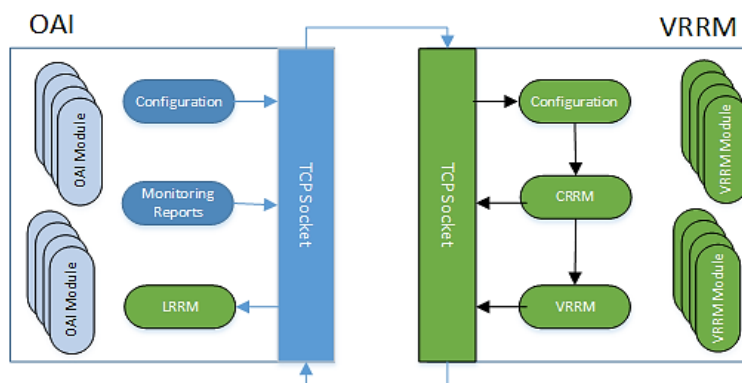 OAI
VRRM
OAI Module
OAI Module
Configuration
Monitoring
Reports
LRRM
TCP Socket
TCP Socket
Configuration
CRRM
VRRM
VRRM Module
VRRM Module